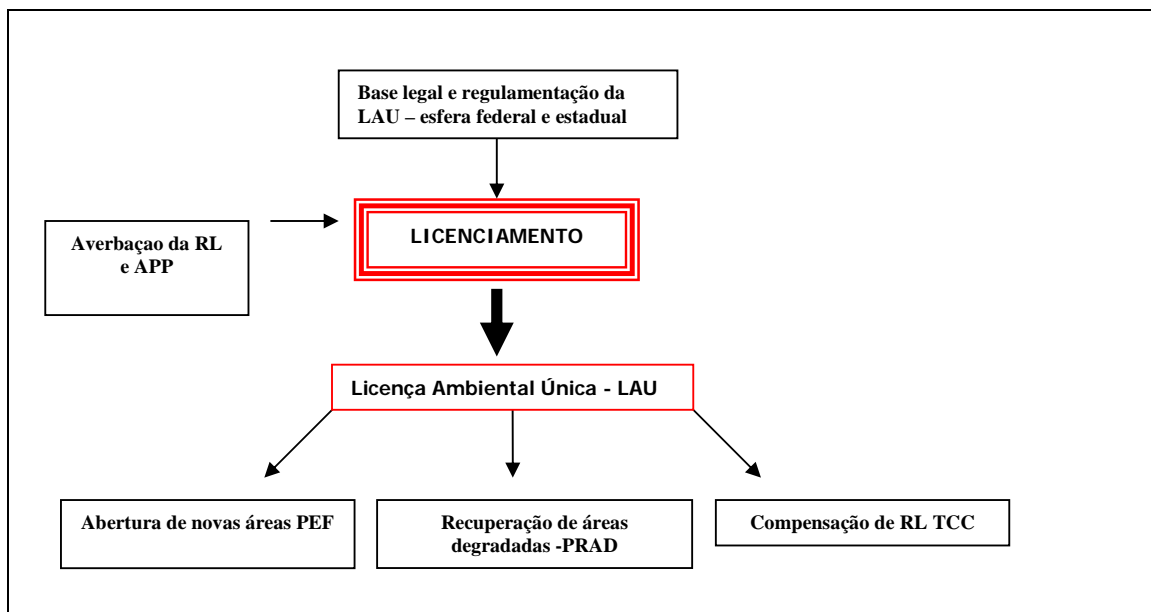 Base legal e regulamentação da
LAU – esfera federal e estadual
Averbaçao da RL
e APP
LICENCIAMENTO
Licença Ambiental Única - LAU
Abertura de novas áreas PEF
Recuperação de áreas
degradadas -PRAD
Compensação de RL TCC